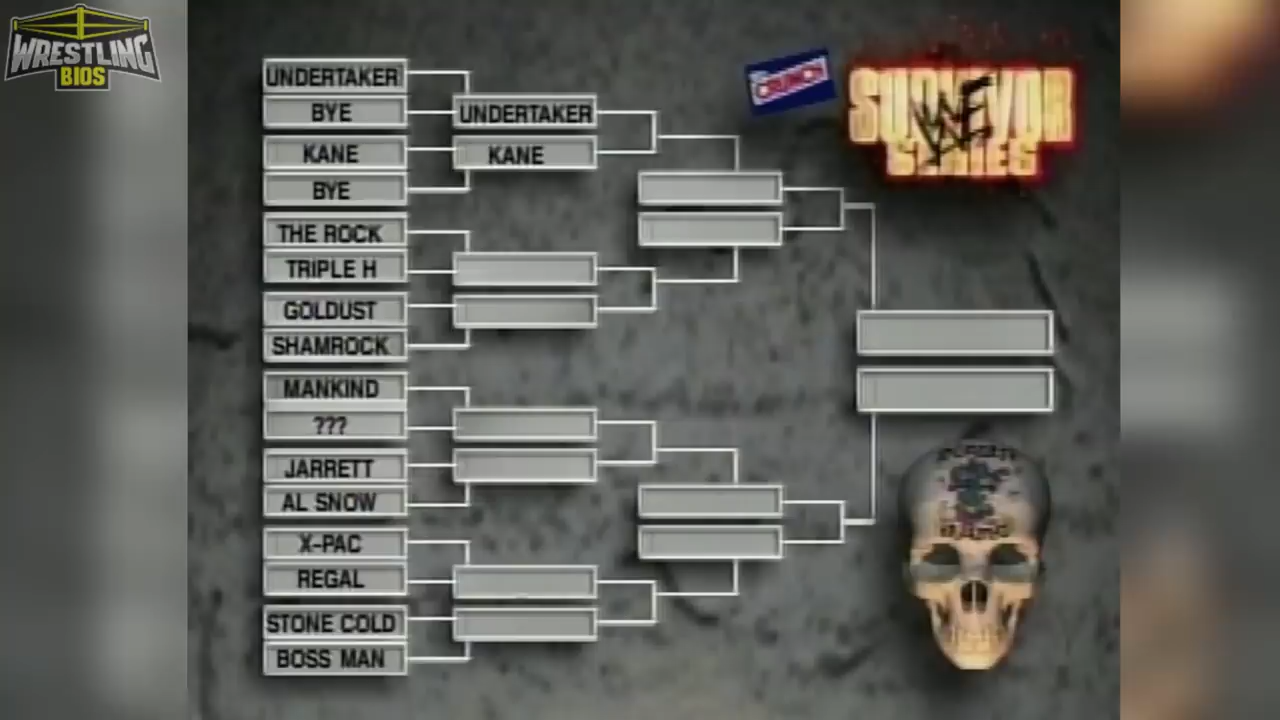 WRESTLING
BIOS
CRUNCH
SURVIVOR
SERIES
UNDERTAKER
BYE
KANE
BYE
THE ROCK
TRIPLE H
GOLDUST
SHAMROCK
MANKIND
???
JARRETT
AL SNOW
X-PAC
REGAL
STONE COLD
BOSS MAN
UNDERTAKER
KANE